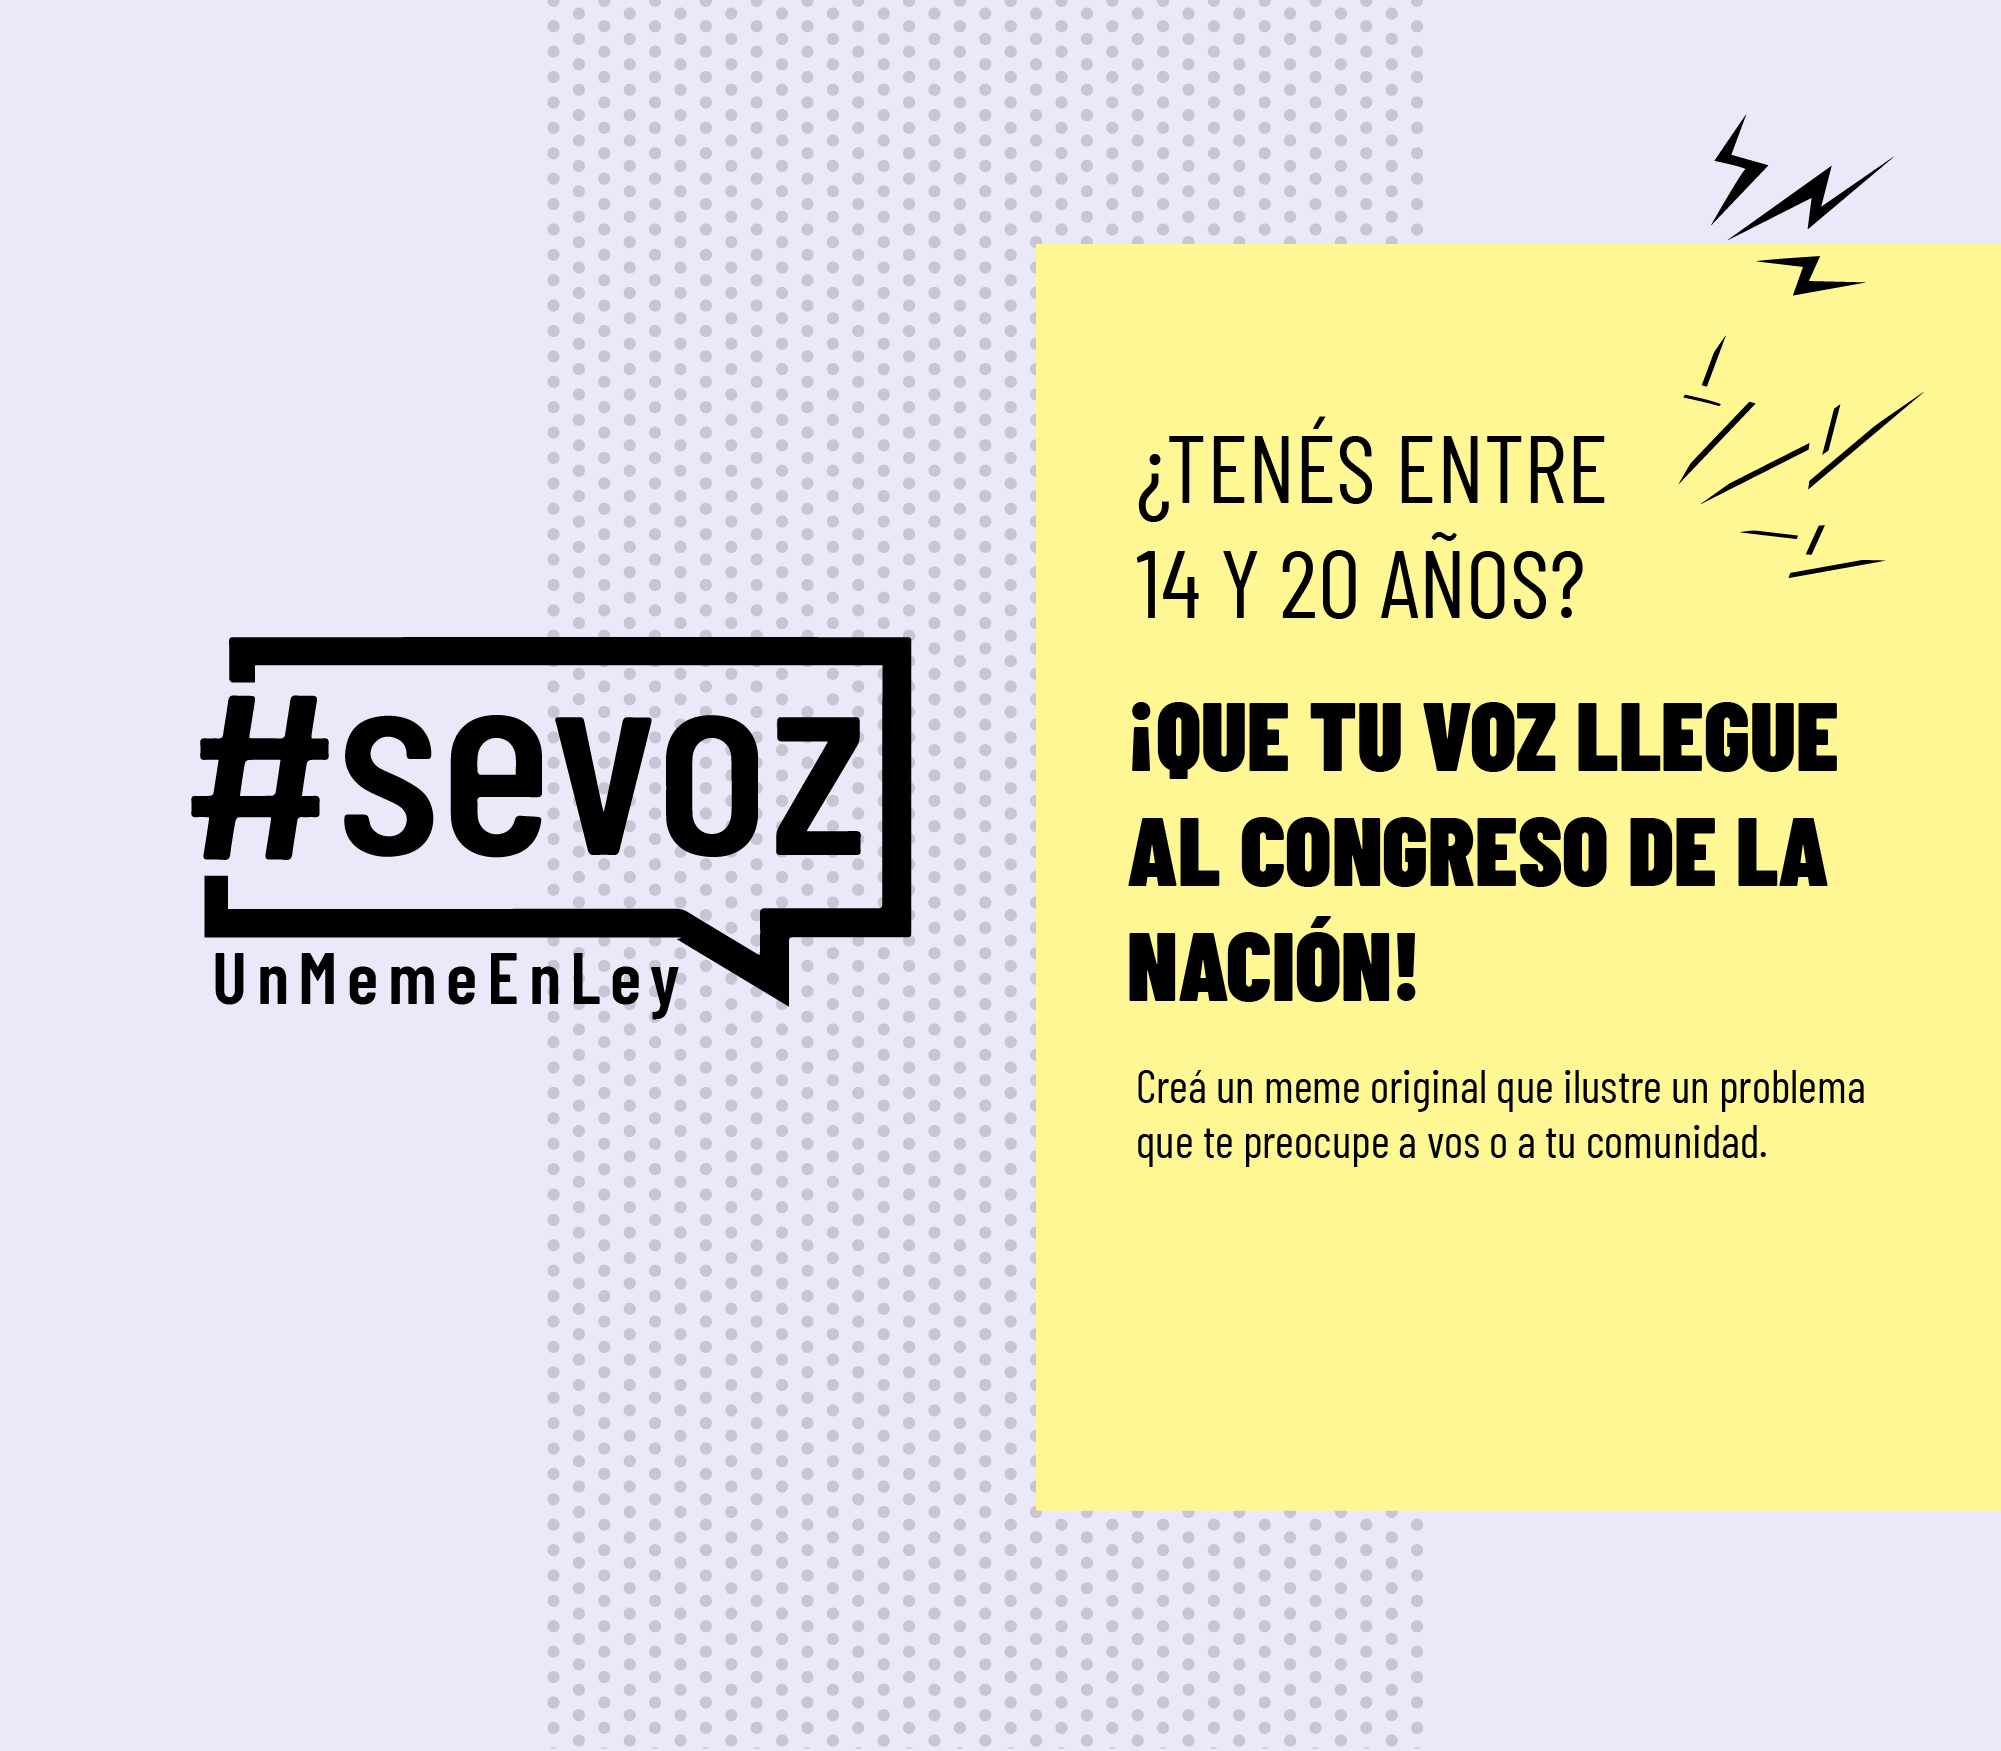 #sevoz
UnMemeEnLey
¿TENÉS ENTRE
14 Y 20 AÑOS?
¡QUE TU VOZ LLEGUE
AL CONGRESO DE LA
NACIÓN!
Creá un meme original que ilustre un problema
que te preocupe a vos o a tu comunidad.